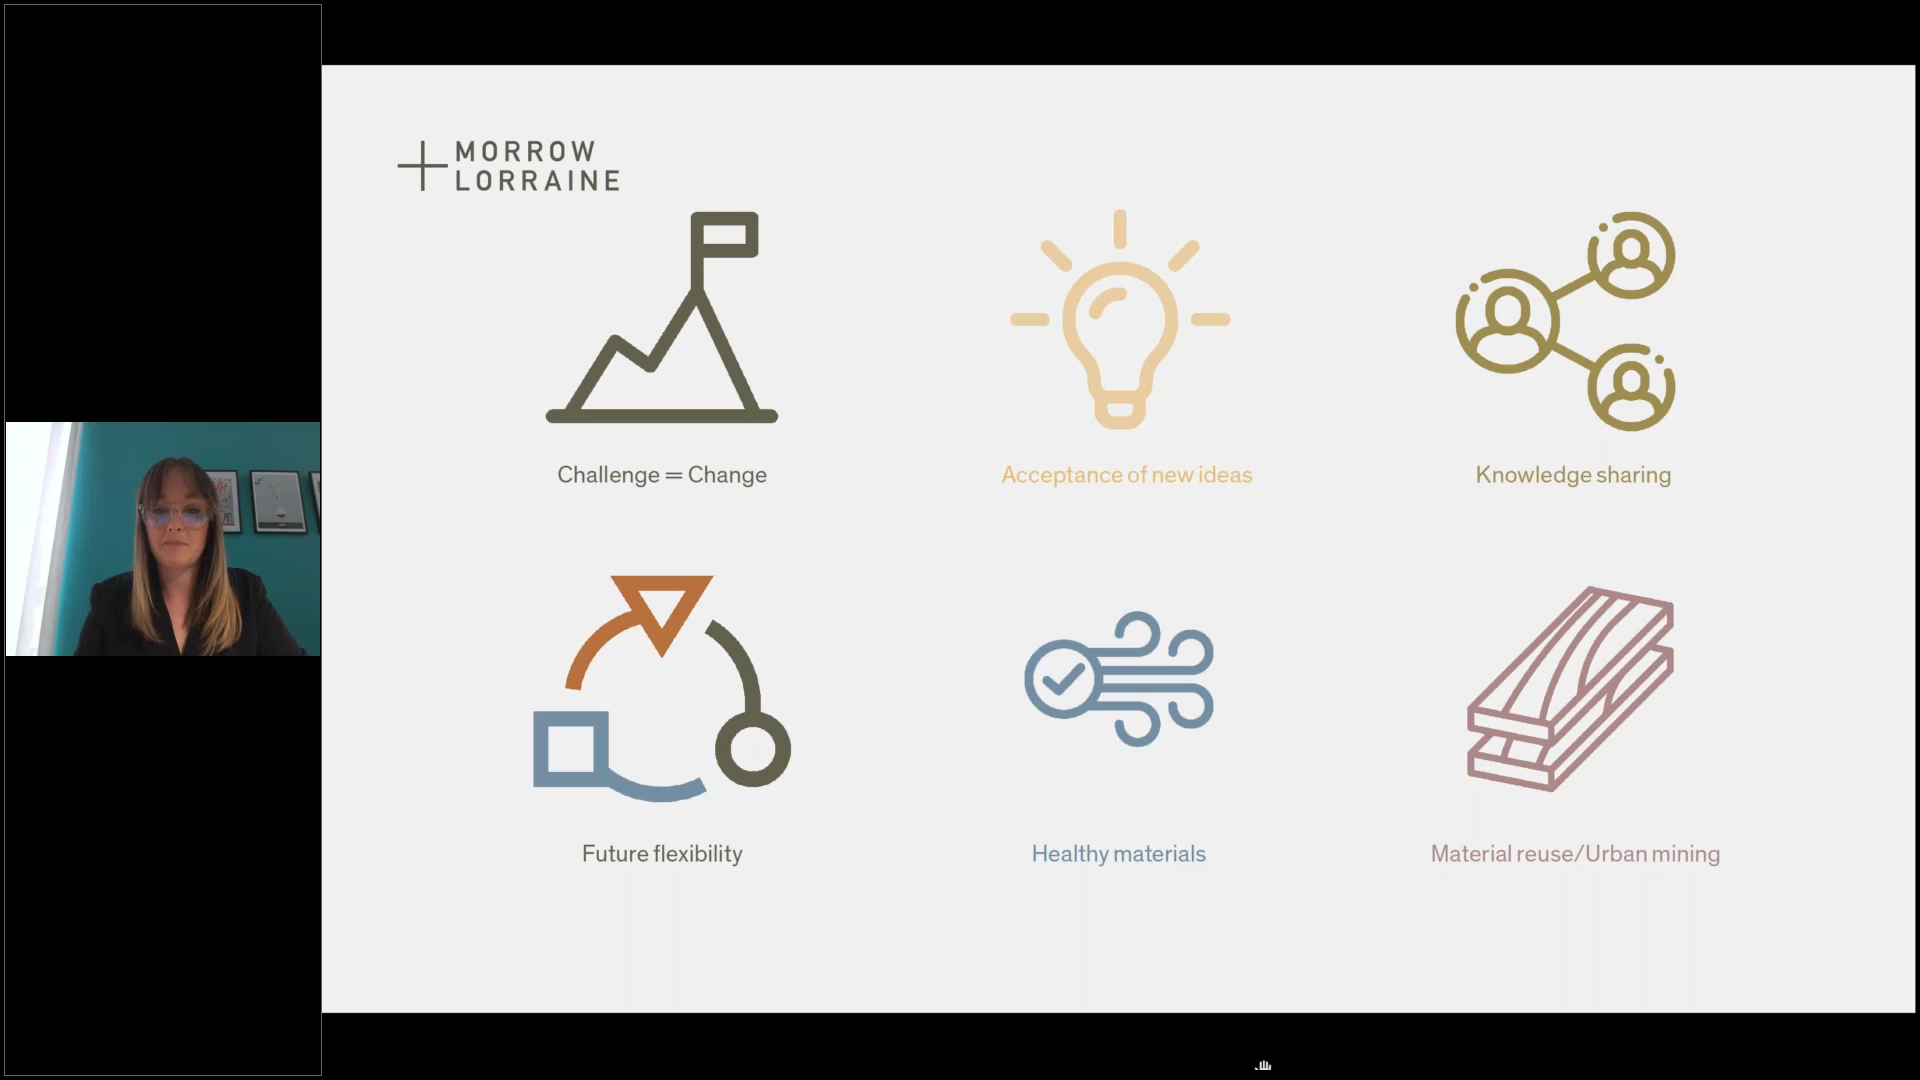 MORROW
LORRAINE
Challenge = Change
Acceptance of new ideas
Knowledge sharing
Future flexibility
Healthy materials
Material reuse/Urban mining